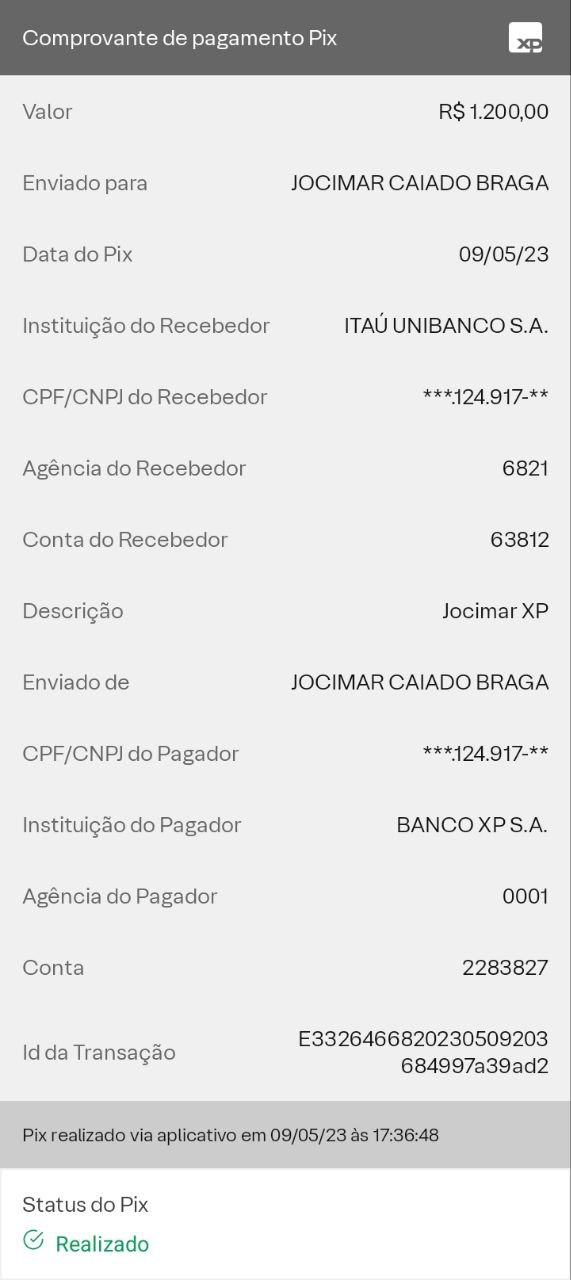 Comprovante de pagamento Pix xp
Valor R$ 1.200,00
Enviado para JOCIMAR CAIADO BRAGA
Data do Pix 09/05/23
Instituição do Recebedor ITAÚ UNIBANCO S.A.
CPF/CNPJ do Recebedor ***.124.917-**
Agência do Recebedor 6821
Conta do Recebedor 63812
Descrição Jocimar XP
Enviado de JOCIMAR CAIADO BRAGA
CPF/CNPJ do Pagador ***.124.917-**
Instituição do Pagador BANCO XP S.A.
Agência do Pagador 0001
Conta 2283827
Id da Transação E3326466820230509203
684997a39ad2
Pix realizado via aplicativo em 09/05/23 às 17:36:48
Status do Pix
Realizado